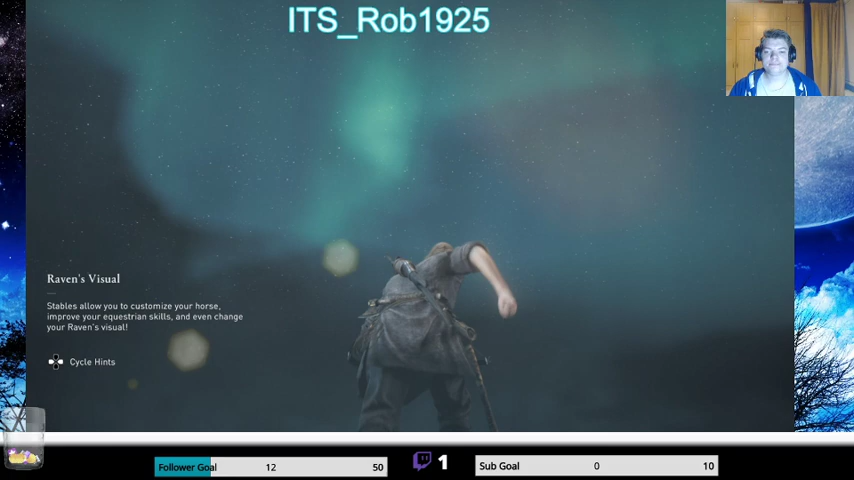 ITS_Rob1925
Raven's Visual
Stables allow you to customize your horse,
improve your equestrian skills, and even change
your Raven's visual!
Cycle Hints
Follower Goal 12 50
1
Sub Goal 0 10